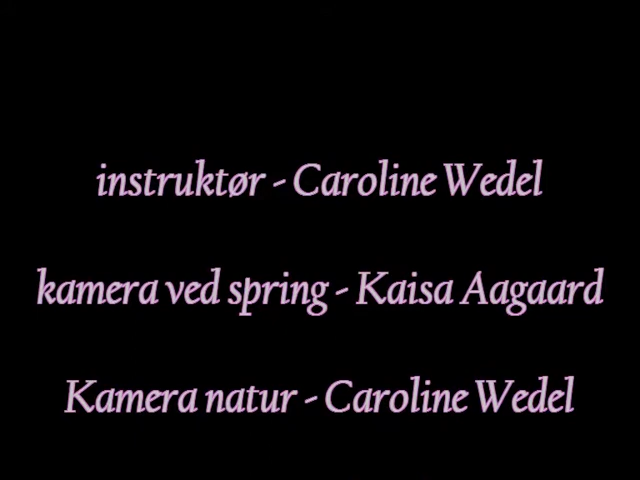 instruktør - Caroline Wedel
kamera ved spring - Kaisa Aagaard
Kamera natur - Caroline Wedel